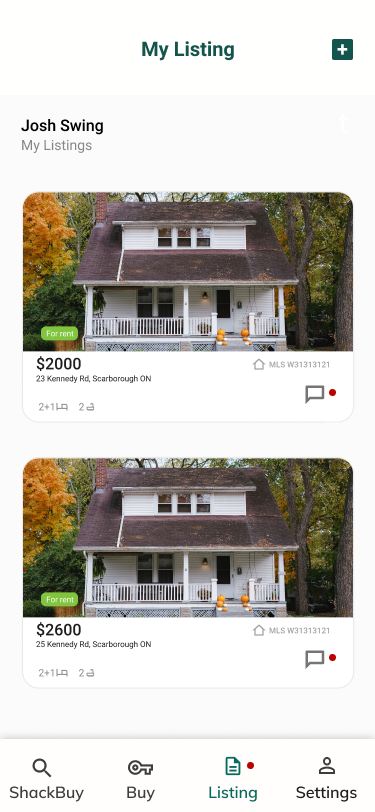 My Listing
Josh Swing
t
My Listings
For rent
$2000
MLS W31313121
23 Kennedy Rd, Scarborough ON
2+1 2
For rent
$2600
MLS W31313121
25 Kennedy Rd, Scarborough ON
2+1 2
ShackBuy Buy Listing Settings